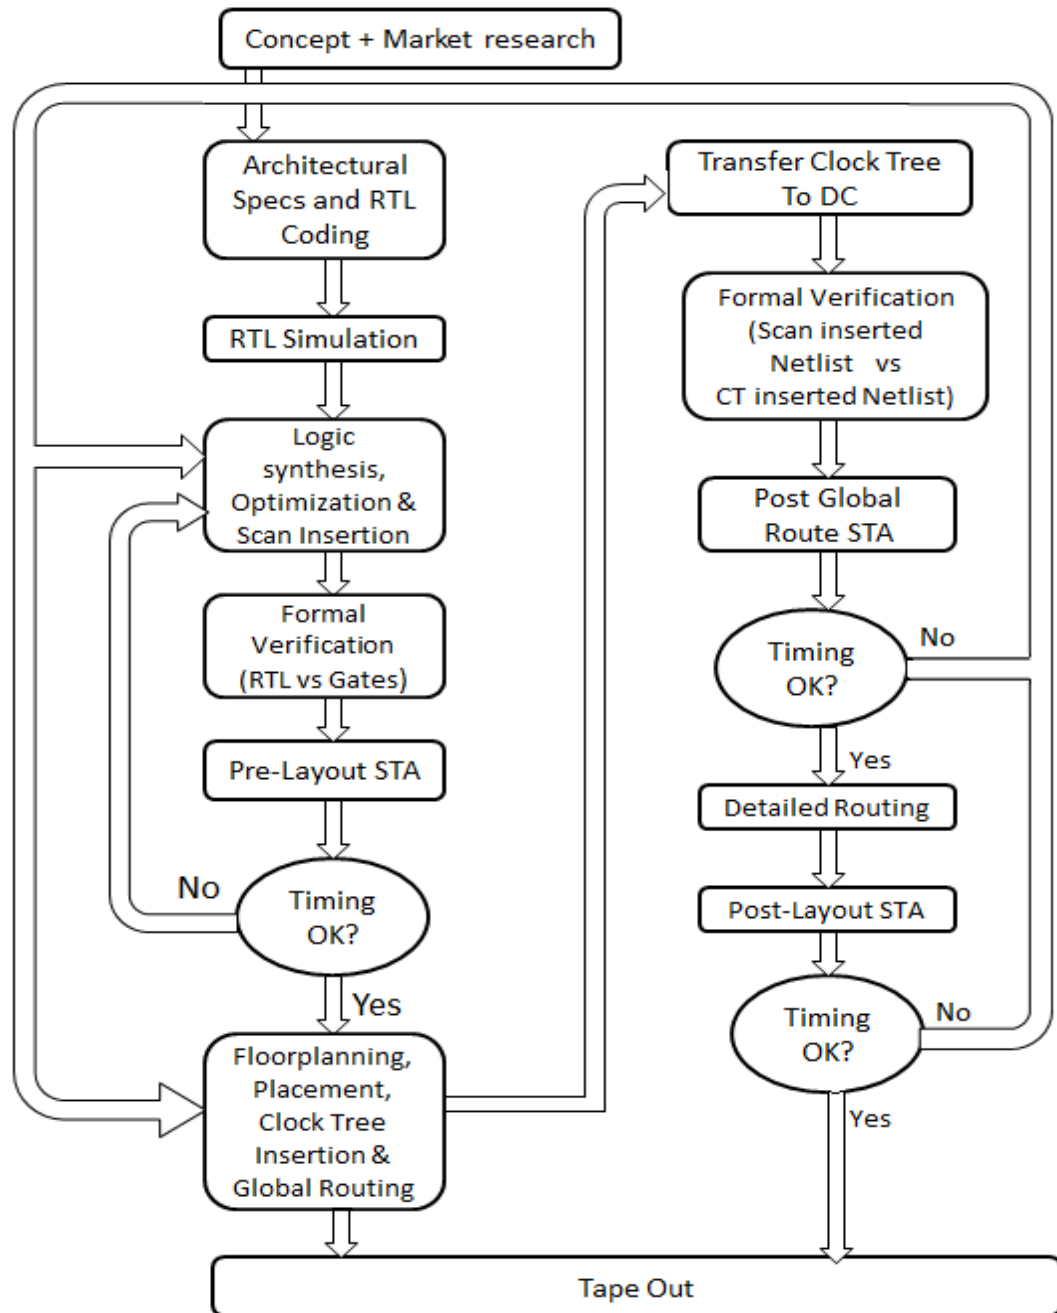 Concept + Market research
Architectural
Specs and RTL
Coding
RTL Simulation
Logic
synthesis,
Optimization &
Scan Insertion
Formal
Verification
(RTL vs Gates)
Pre-Layout STA
No
Timing
OK?
Yes
Floorplanning,
Placement,
Clock Tree
Insertion &
Global Routing
Transfer Clock Tree
To DC
Formal Verification
(Scan inserted
Netlist vs
CT inserted Netlist)
Post Global
Route STA
Timing
OK?
No
Yes
Detailed Routing
Post-Layout STA
Timing
OK?
No
Yes
Tape Out